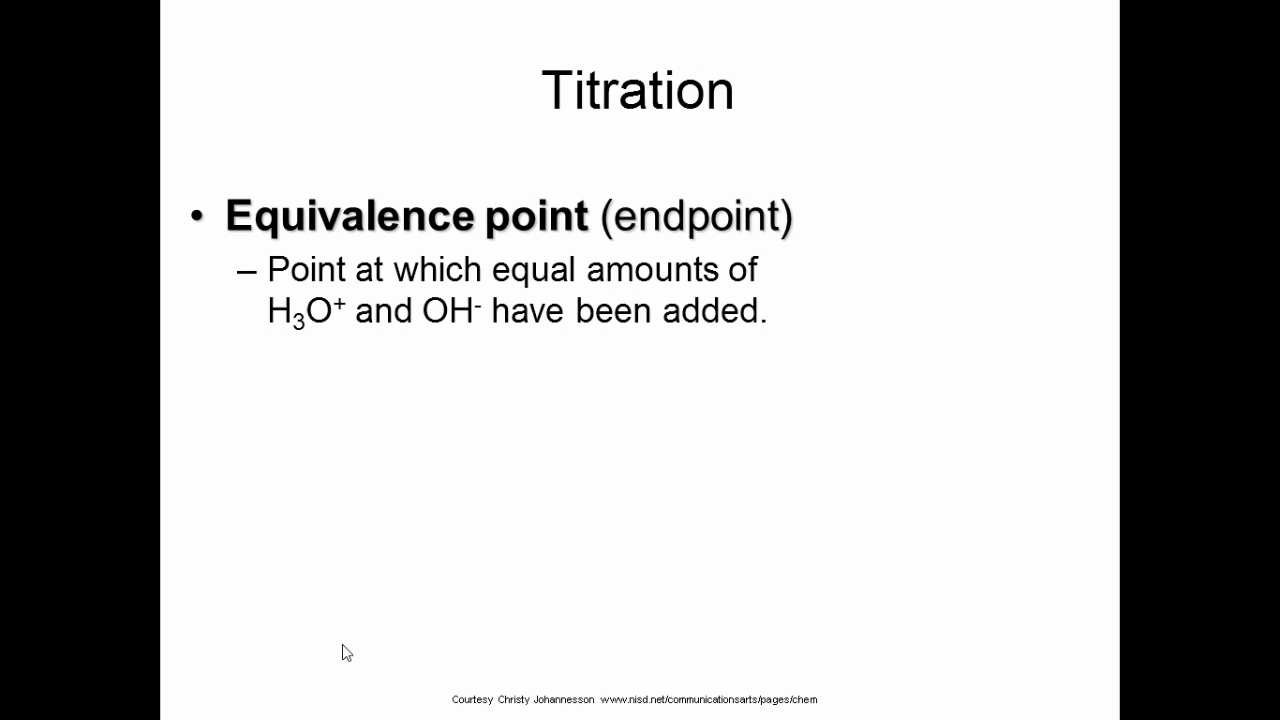 Titration
• Equivalence point (endpoint)
– Point at which equal amounts of
H₃O⁺ and OH⁻ have been added.
Courtesy Christy Johannesson www.nisd.net/communicationsarts/pages/chem